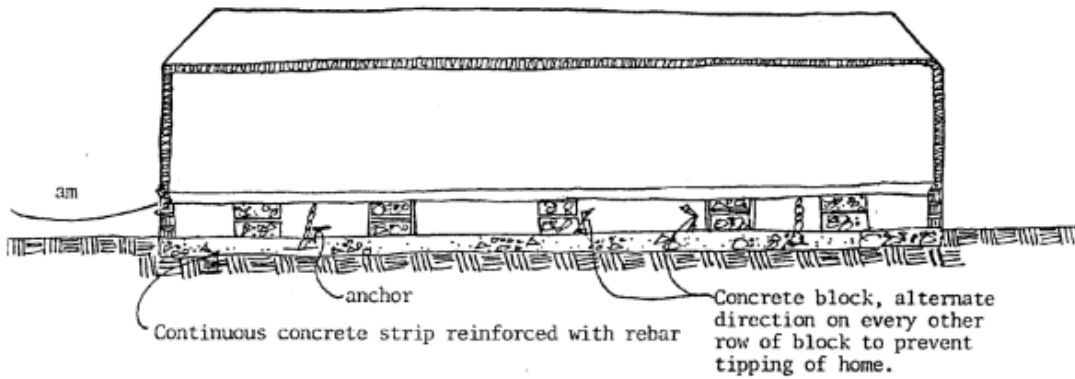 am
anchor
Continuous concrete strip reinforced with rebar
Concrete block, alternate
direction on every other
row of block to prevent
tipping of home.